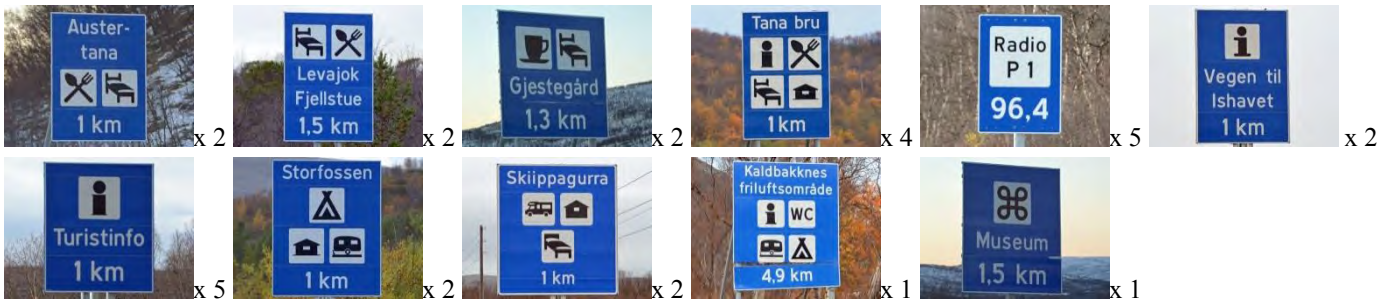 Auster-
tana
1 km
x 2
Levajok
Fjellstue
1,5 km
x 2
Gjestegård
1,3 km
x 2
Tana bru
1 km
x 4
Radio
P 1
96,4
x 5
Vegen til
Ishavet
1 km
x 2
Turistinfo
1 km
x 5
Storfossen
1 km
x 2
Skiippagurra
1 km
x 2
Kaldbakknes
friluftsområde
WC
4,9 km
x 1
Museum
1,5 km
x 1